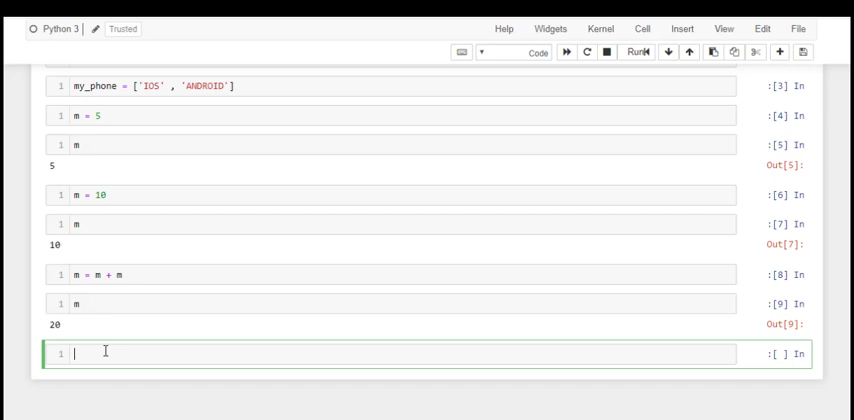 Python 3 Trusted Help Widgets Kernel Cell Insert View Edit File
Code Run
1 my_phone = ['IOS' , 'ANDROID'] :[3] In
1 m = 5 :[4] In
1 m :[5] In
5 Out[5]:
1 m = 10 :[6] In
1 m :[7] In
10 Out[7]:
1 m = m + m :[8] In
1 m :[9] In
20 Out[9]:
1 :[ ] In